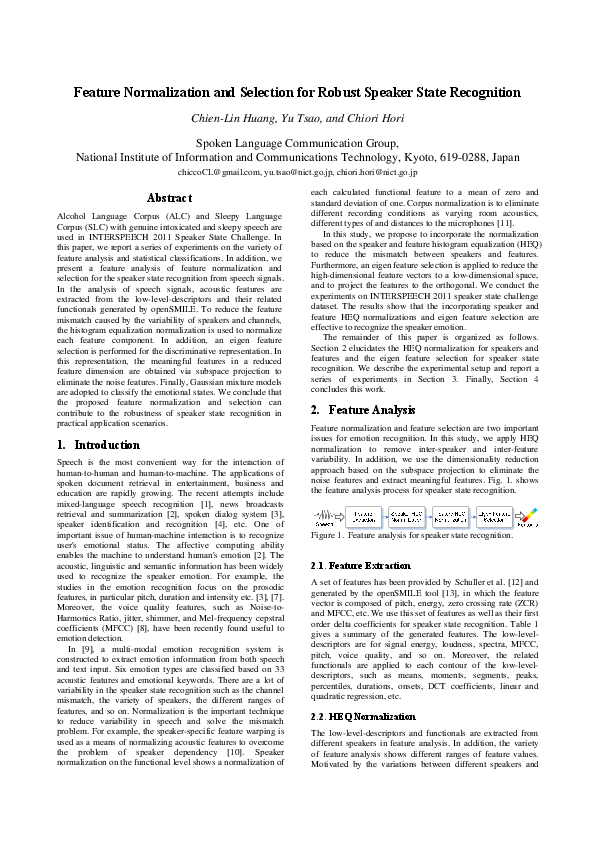 Feature Normalization and Selection for Robust Speaker State Recognition
Chien-Lin Huang, Yu Tsao, and Chiori Hori
Spoken Language Communication Group,
National Institute of Information and Communications Technology, Kyoto, 619-0288, Japan
chiccoCL@gmail.com, yu.tsao@nict.go.jp, chiori.hori@nict.go.jp
Abstract
Alcohol Language Corpus (ALC) and Sleepy Language
Corpus (SLC) with genuine intoxicated and sleepy speech are
used in INTERSPEECH 2011 Speaker State Challenge. In
this paper, we report a series of experiments on the variety of
feature analysis and statistical classifications. In addition, we
present a feature analysis of feature normalization and
selection for the speaker state recognition from speech signals.
In the analysis of speech signals, acoustic features are
extracted from the low-level-descriptors and their related
functionals generated by openSMILE. To reduce the feature
mismatch caused by the variability of speakers and channels,
the histogram equalization normalization is used to normalize
each feature component. In addition, an eigen feature
selection is performed for the discriminative representation. In
this representation, the meaningful features in a reduced
feature dimension are obtained via subspace projection to
eliminate the noise features. Finally, Gaussian mixture models
are adopted to classify the emotional states. We conclude that
the proposed feature normalization and selection can
contribute to the robustness of speaker state recognition in
practical application scenarios.
1. Introduction
Speech is the most convenient way for the interaction of
human-to-human and human-to-machine. The applications of
spoken document retrieval in entertainment, business and
education are rapidly growing. The recent attempts include
mixed-language speech recognition [1], news broadcasts
retrieval and summarization [2], spoken dialog system [3],
speaker identification and recognition [4], etc. One of
important issue of human-machine interaction is to recognize
user's emotional status. The affective computing ability
enables the machine to understand human emotion [2]. The
acoustic, linguistic and semantic information has been widely
used to recognize the speaker emotion. For example, the
studies in the emotion recognition focus on the prosodic
features, in particular pitch, duration and intensity etc. [3], [7].
Moreover, the voice quality features, such as Noise-to-
Harmonics Ratio, jitter, shimmer, and Mel-frequency cepstral
coefficients (MFCC) [8], have been recently found useful to
emotion detection.
In [9], a multi-modal emotion recognition system is
constructed to extract emotion information from both speech
and text input. Six emotion types are classified based on 33
acoustic features and emotional keywords. There are a lot of
variability in the speaker state recognition such as the channel
mismatch, the variety of speakers, the different ranges of
features, and so on. Normalization is the important technique
to reduce variability in speech and solve the mismatch
problem. For example, the speaker-specific feature warping is
used as a means of normalizing acoustic features to overcome
the problem of speaker dependency [10]. Speaker
normalization on the functional level shows a normalization of
each calculated functional feature to a mean of zero and
standard deviation of one. Corpus normalization is to eliminate
different recording conditions as varying room acoustics,
different types of and distances to the microphones [11].
In this study, we propose to incorporate the normalization
based on the speaker and feature histogram equalization (HEQ)
to reduce the mismatch between speakers and features.
Furthermore, an eigen feature selection is applied to reduce the
high-dimensional feature vectors to a low-dimensional space,
and to project the features to the orthogonal. We conduct the
experiments on INTERSPEECH 2011 speaker state challenge
dataset. The results show that the incorporating speaker and
feature HEQ normalizations and eigen feature selection are
effective to recognize the speaker emotion.
The remainder of this paper is organized as follows.
Section 2 elucidates the HEQ normalization for speakers and
features and the eigen feature selection for speaker state
recognition. We describe the experimental setup and report a
series of experiments in Section 3. Finally, Section 4
concludes this work.
2. Feature Analysis
Feature normalization and feature selection are two important
issues for emotion recognition. In this study, we apply HEQ
normalization to remove inter-speaker and inter-feature
variability. In addition, we use the dimensionality reduction
approach based on the subspace projection to eliminate the
noise features and extract meaningful features. Fig. 1. shows
the feature analysis process for speaker state recognition.
Speech
Feature
Extraction
Speaker HEQ
Normalization
Feature HEQ
Normalization
Eigen-Feature
Selection
Features
Figure 1. Feature analysis for speaker state recognition.
2.1. Feature Extraction
A set of features has been provided by Schuller et al. [12] and
generated by the openSMILE tool [13], in which the feature
vector is composed of pitch, energy, zero crossing rate (ZCR)
and MFCC, etc. We use this set of features as well as their first
order delta coefficients for speaker state recognition. Table 1
gives a summary of the generated features. The low-level-
descriptors are for signal energy, loudness, spectra, MFCC,
pitch, voice quality, and so on. Moreover, the related
functionals are applied to each contour of the low-level-
descriptors, such as means, moments, segments, peaks,
percentiles, durations, onsets, DCT coefficients, linear and
quadratic regression, etc.
2.2. HEQ Normalization
The low-level-descriptors and functionals are extracted from
different speakers in feature analysis. In addition, the variety
of feature analysis shows different ranges of feature values.
Motivated by the variations between different speakers and